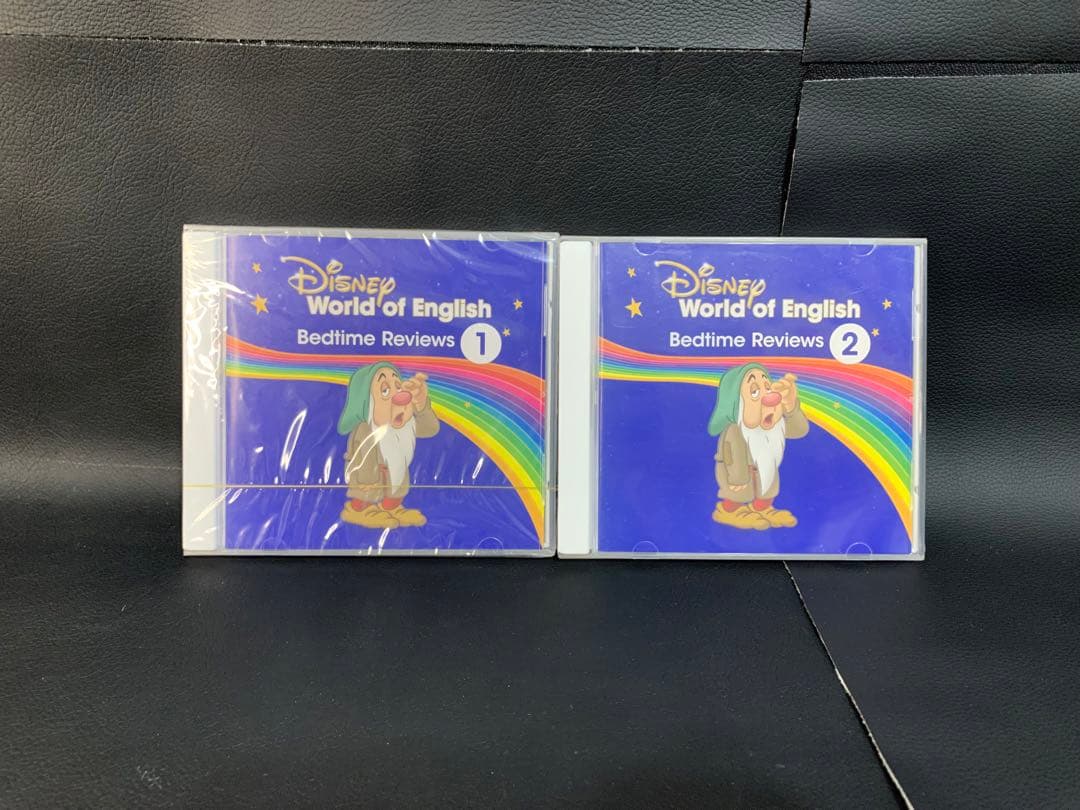 Disney
World of English
Bedtime Reviews 1
Disney
World of English
Bedtime Reviews 2